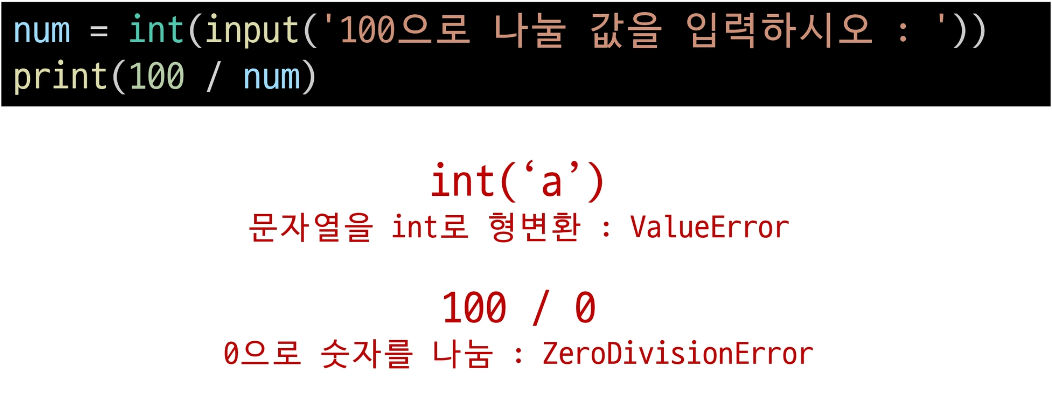 num = int(input('100으로 나눌 값을 입력하시오 : '))
print(100 / num)
int(‘a’)
문자열을 int로 형변환 : ValueError
100 / 0
0으로 숫자를 나눔 : ZeroDivisionError